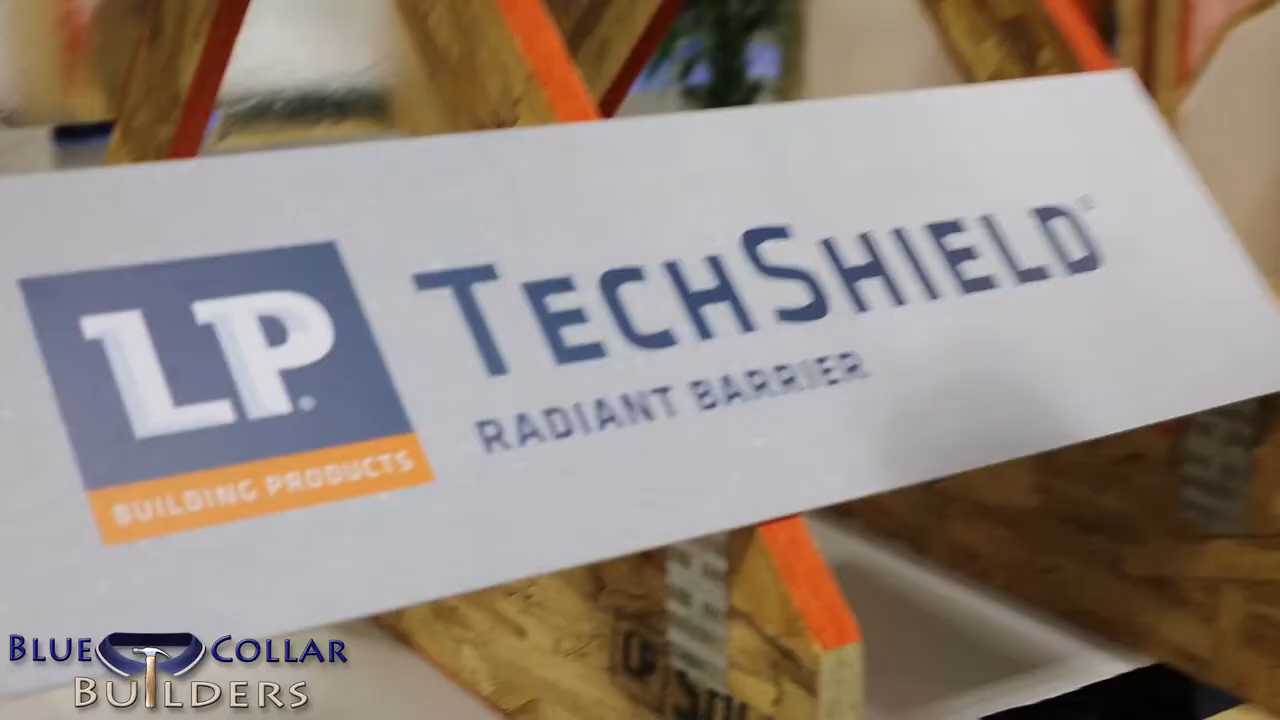 LP
BUILDING PRODUCTS
TECHSHIELD
RADIANT BARRIER
BLUE COLLAR
BUILDERS